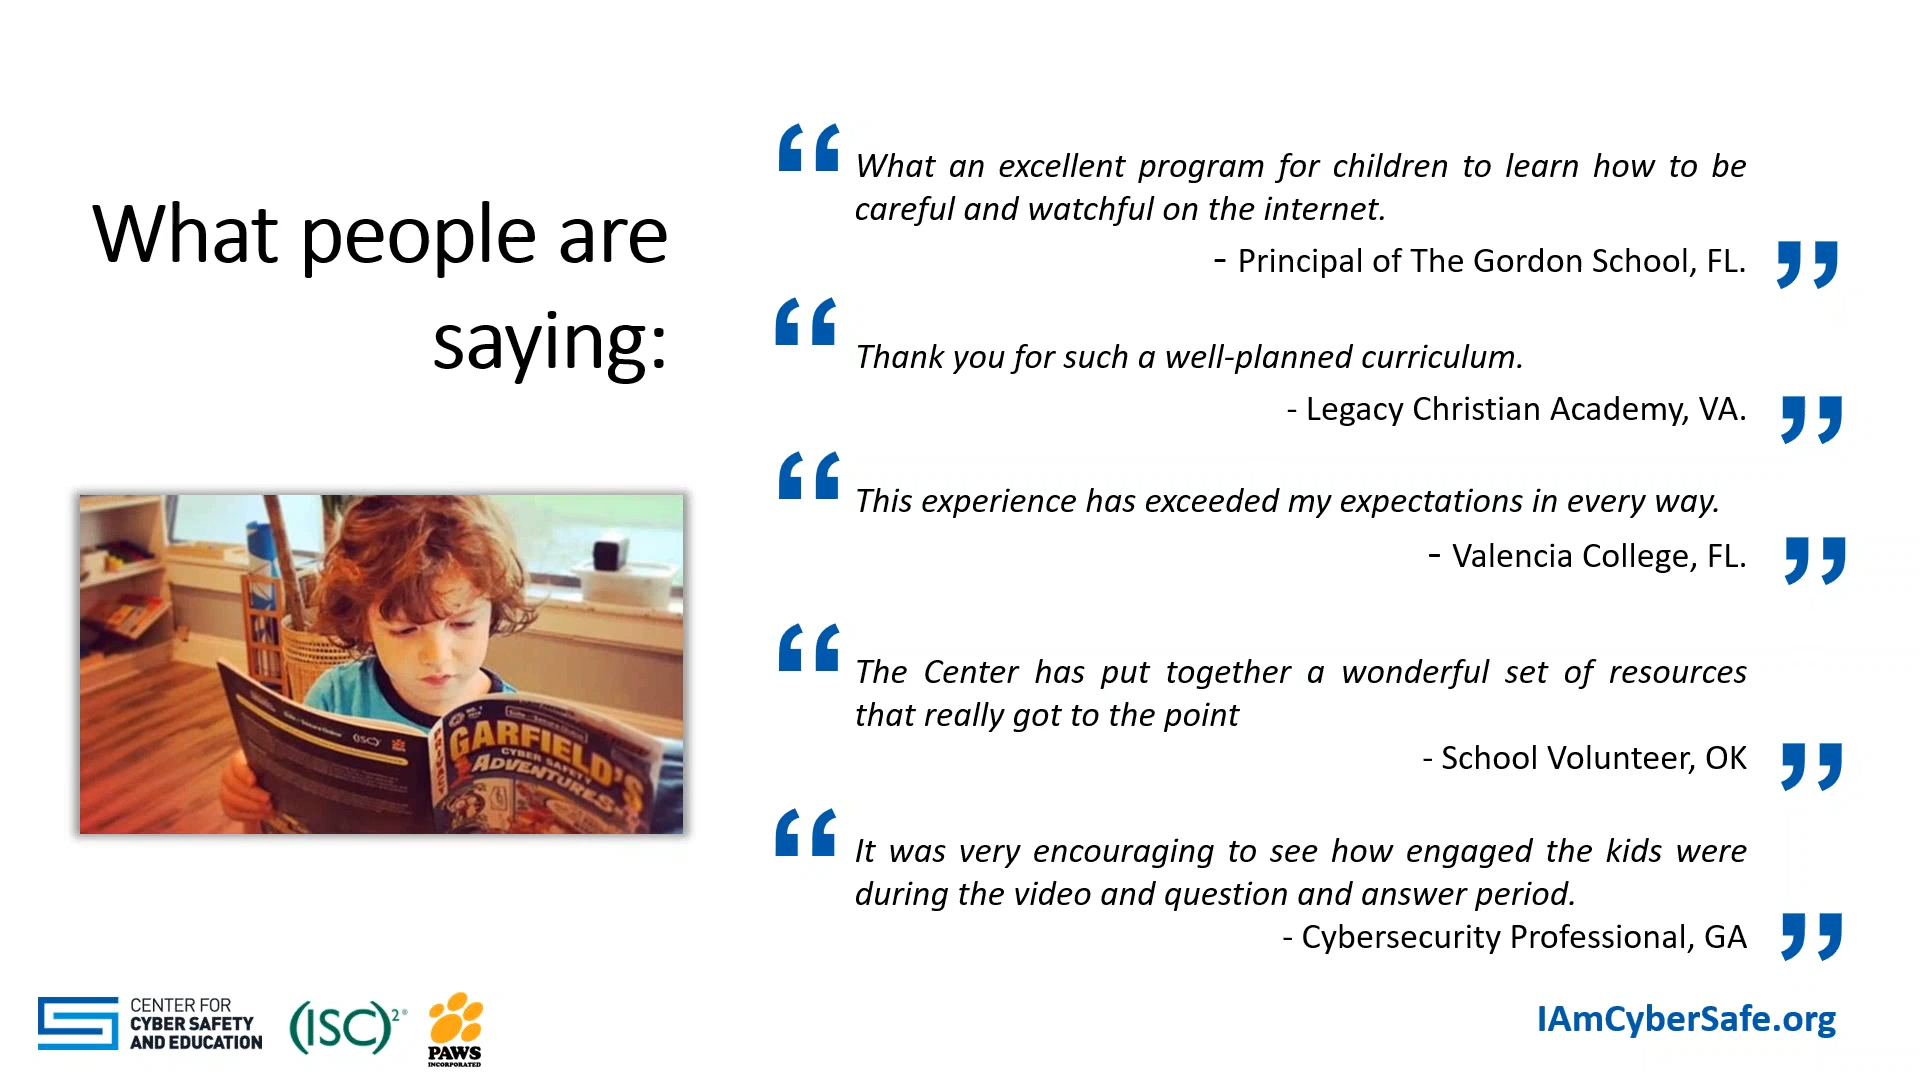 What people are
saying:
What an excellent program for children to learn how to be
careful and watchful on the internet.
- Principal of The Gordon School, FL.
Thank you for such a well-planned curriculum.
- Legacy Christian Academy, VA.
This experience has exceeded my expectations in every way.
- Valencia College, FL.
The Center has put together a wonderful set of resources
that really got to the point
- School Volunteer, OK
It was very encouraging to see how engaged the kids were
during the video and question and answer period.
- Cybersecurity Professional, GA
GARFIELD'S
CYBER SAFETY
ADVENTURES
(ISC)²
CENTER FOR
CYBER SAFETY
AND EDUCATION
(ISC)²®
PAWS
INCORPORATED
IAmCyberSafe.org